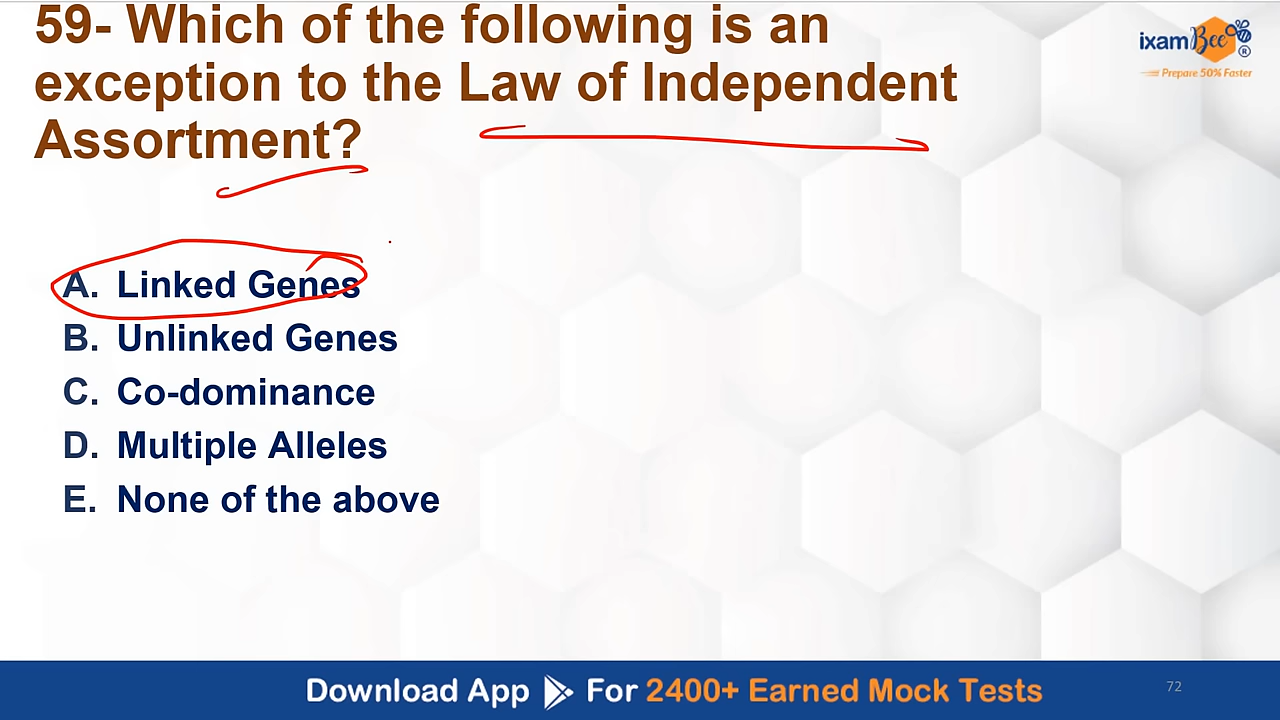 59- Which of the following is an
exception to the Law of Independent
Assortment?
ixamBee®
Prepare 50% Faster
A. Linked Genes
B. Unlinked Genes
C. Co-dominance
D. Multiple Alleles
E. None of the above
Download App For 2400+ Earned Mock Tests
72